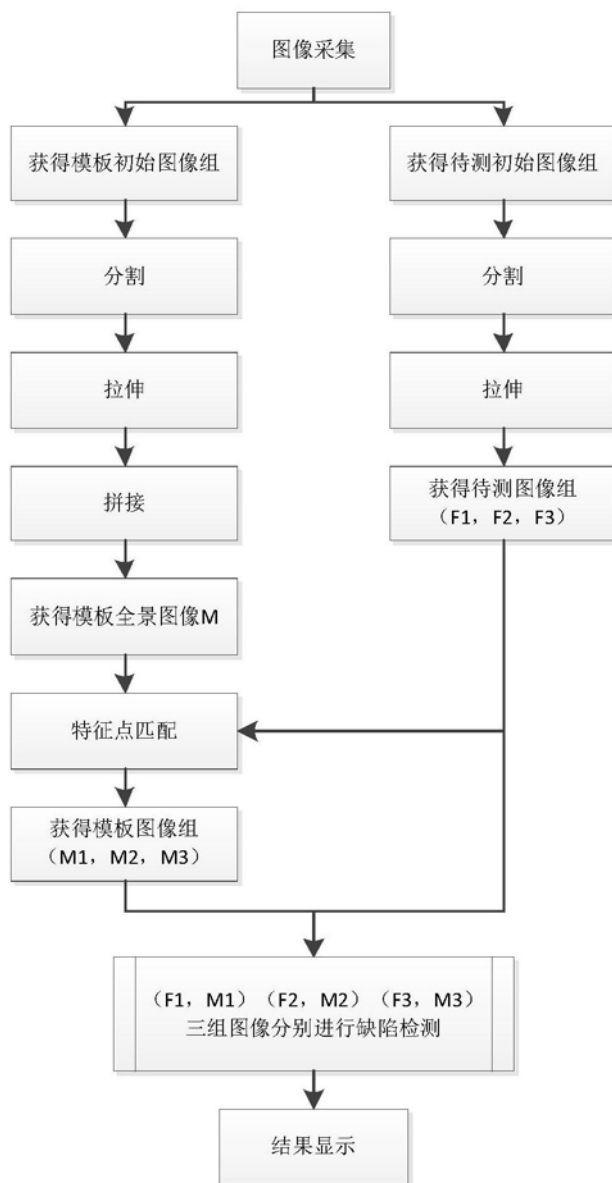 图像采集
获得模板初始图像组
获得待测初始图像组
分割
分割
拉伸
拉伸
拼接
获得待测图像组
（F1，F2，F3）
获得模板全景图像M
特征点匹配
获得模板图像组
（M1，M2，M3）
（F1，M1）（F2，M2）（F3，M3）
三组图像分别进行缺陷检测
结果显示